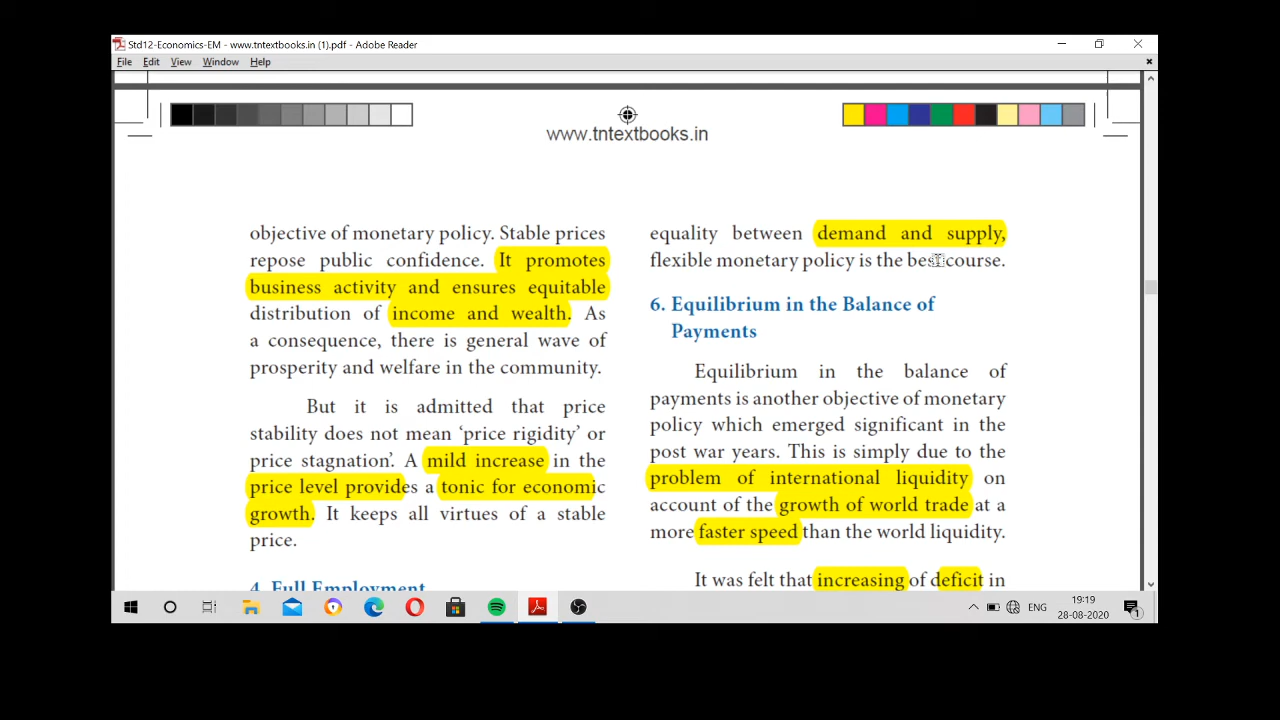 Std12-Economics-EM - www.tntextbooks.in (1).pdf - Adobe Reader
File Edit View Window Help
www.tntextbooks.in
objective of monetary policy. Stable prices
repose public confidence. It promotes
business activity and ensures equitable
distribution of income and wealth. As
a consequence, there is general wave of
prosperity and welfare in the community.
But it is admitted that price
stability does not mean ‘price rigidity’ or
price stagnation’. A mild increase in the
price level provides a tonic for economic
growth. It keeps all virtues of a stable
price.
4. Full Employment
equality between demand and supply,
flexible monetary policy is the best course.
6. Equilibrium in the Balance of
Payments
Equilibrium in the balance of
payments is another objective of monetary
policy which emerged significant in the
post war years. This is simply due to the
problem of international liquidity on
account of the growth of world trade at a
more faster speed than the world liquidity.
It was felt that increasing of deficit in
ENG
19:19
28-08-2020
1